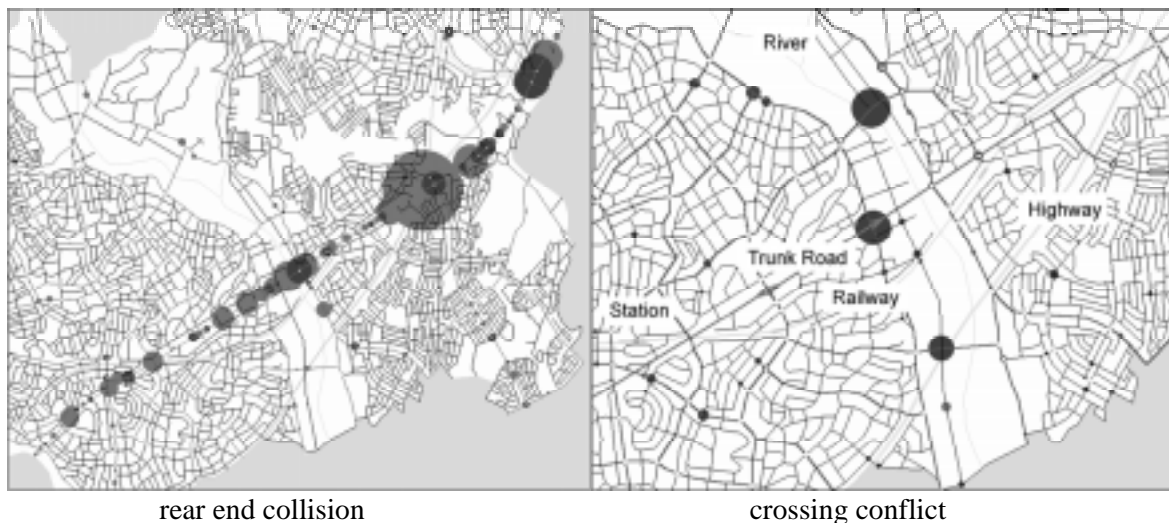 River
Highway
Trunk Road
Railway
Station
rear end collision
crossing conflict